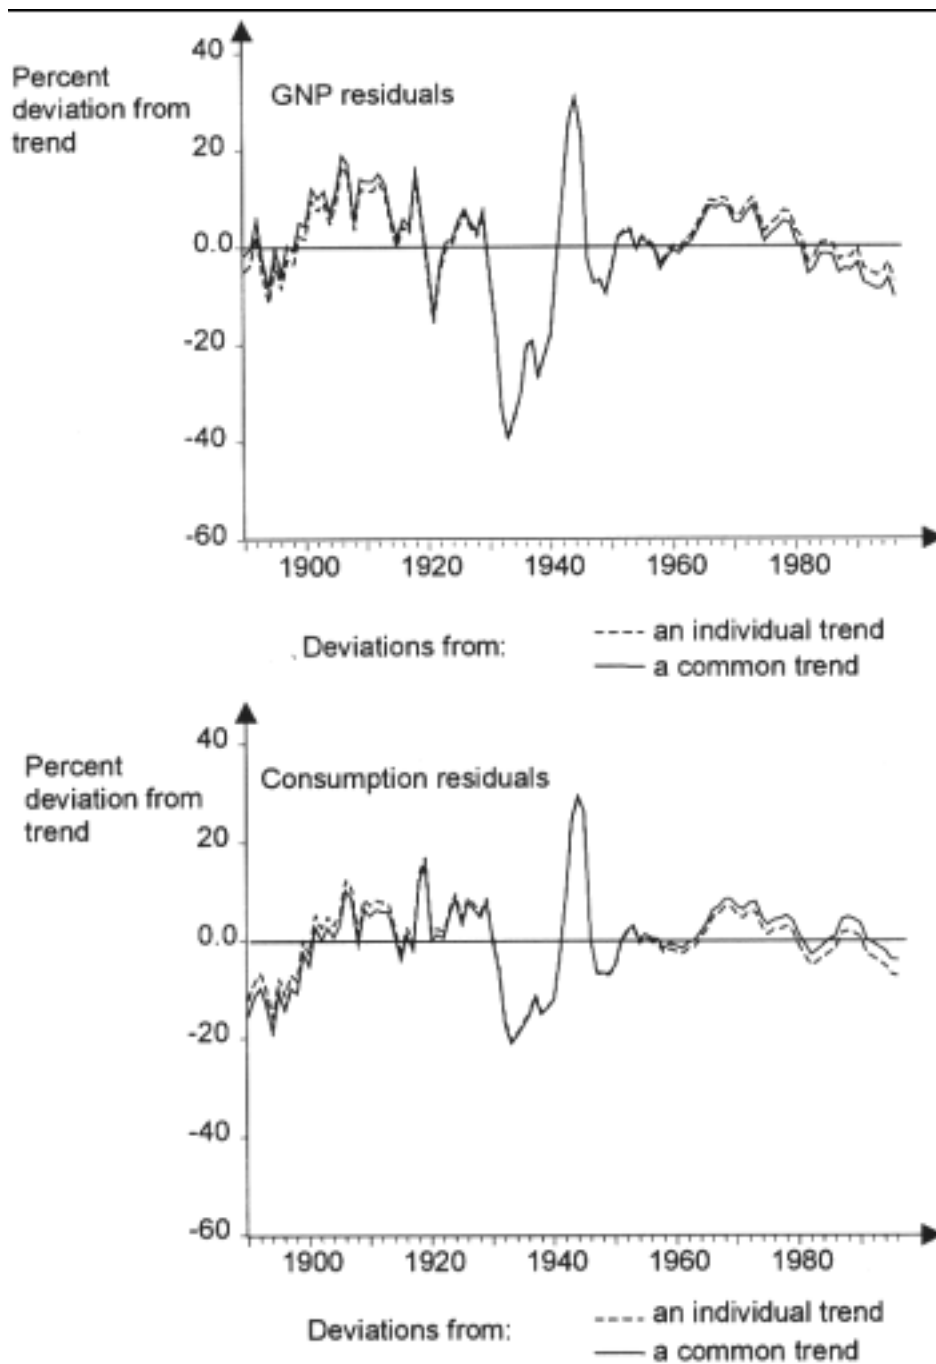 40
Percent
deviation from
trend
GNP residuals
20
0.0
-20
-40
-60
1900 1920 1940 1960 1980
Deviations from:
an individual trend
a common trend
40
Percent
deviation from
trend
Consumption residuals
20
0.0
-20
-40
-60
1900 1920 1940 1960 1980
Deviations from:
an individual trend
a common trend